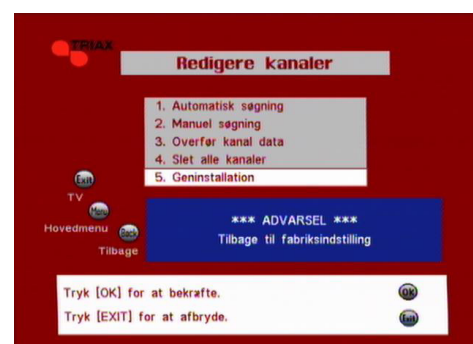 TRIAX
Redigere kanaler
1. Automatisk søgning
2. Manuel søgning
3. Overfør kanal data
4. Slet alle kanaler
5. Geninstallation
Exit
TV
Menu
Hovedmenu
Back
Tilbage
*** ADVARSEL ***
Tilbage til fabriksindstilling
Tryk [OK] for at bekræfte.
OK
Tryk [EXIT] for at afbryde.
Exit